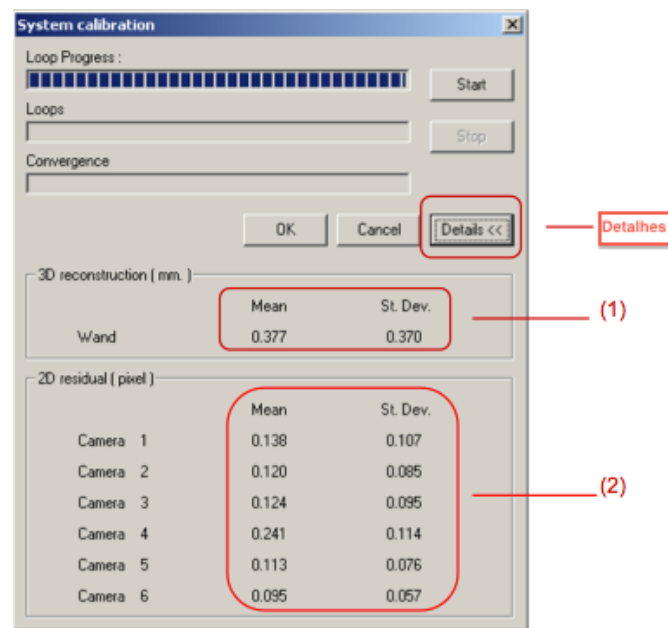 System calibration
Loop Progress :
Start
Loops
Stop
Convergence
OK Cancel Details << Detalhes
3D reconstruction ( mm. )
Mean St. Dev. (1)
Wand 0.377 0.370
2D residual ( pixel )
Mean St. Dev.
Camera 1 0.138 0.107
Camera 2 0.120 0.085
Camera 3 0.124 0.095 (2)
Camera 4 0.241 0.114
Camera 5 0.113 0.076
Camera 6 0.095 0.057